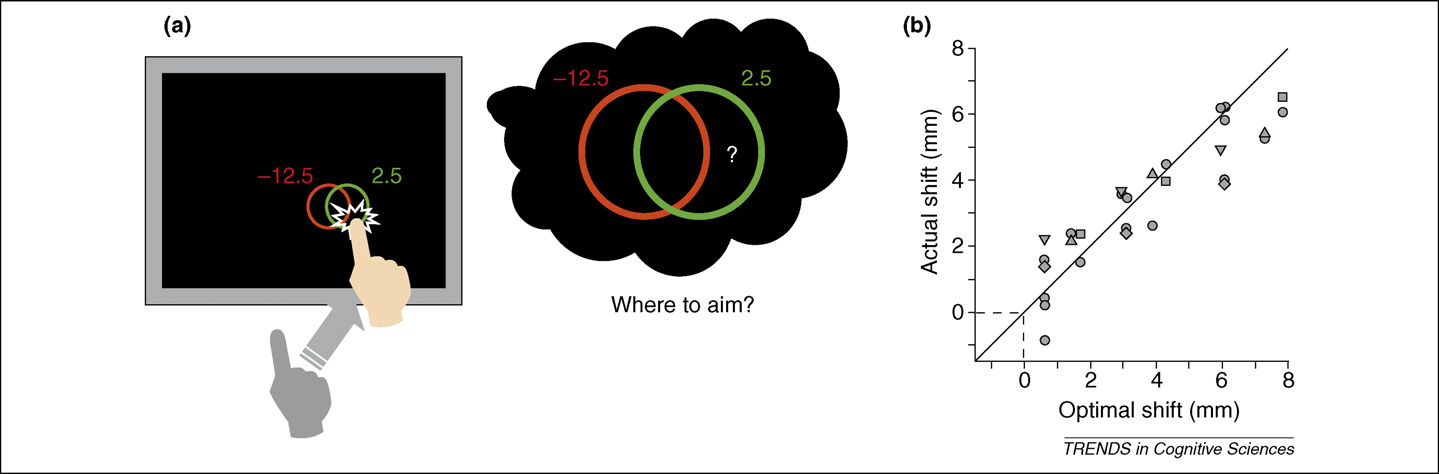 (a)
−12.5 2.5
−12.5 2.5
?
Where to aim?
(b)
Actual shift (mm)
8
6
4
2
0
0 2 4 6 8
Optimal shift (mm)
TRENDS in Cognitive Sciences